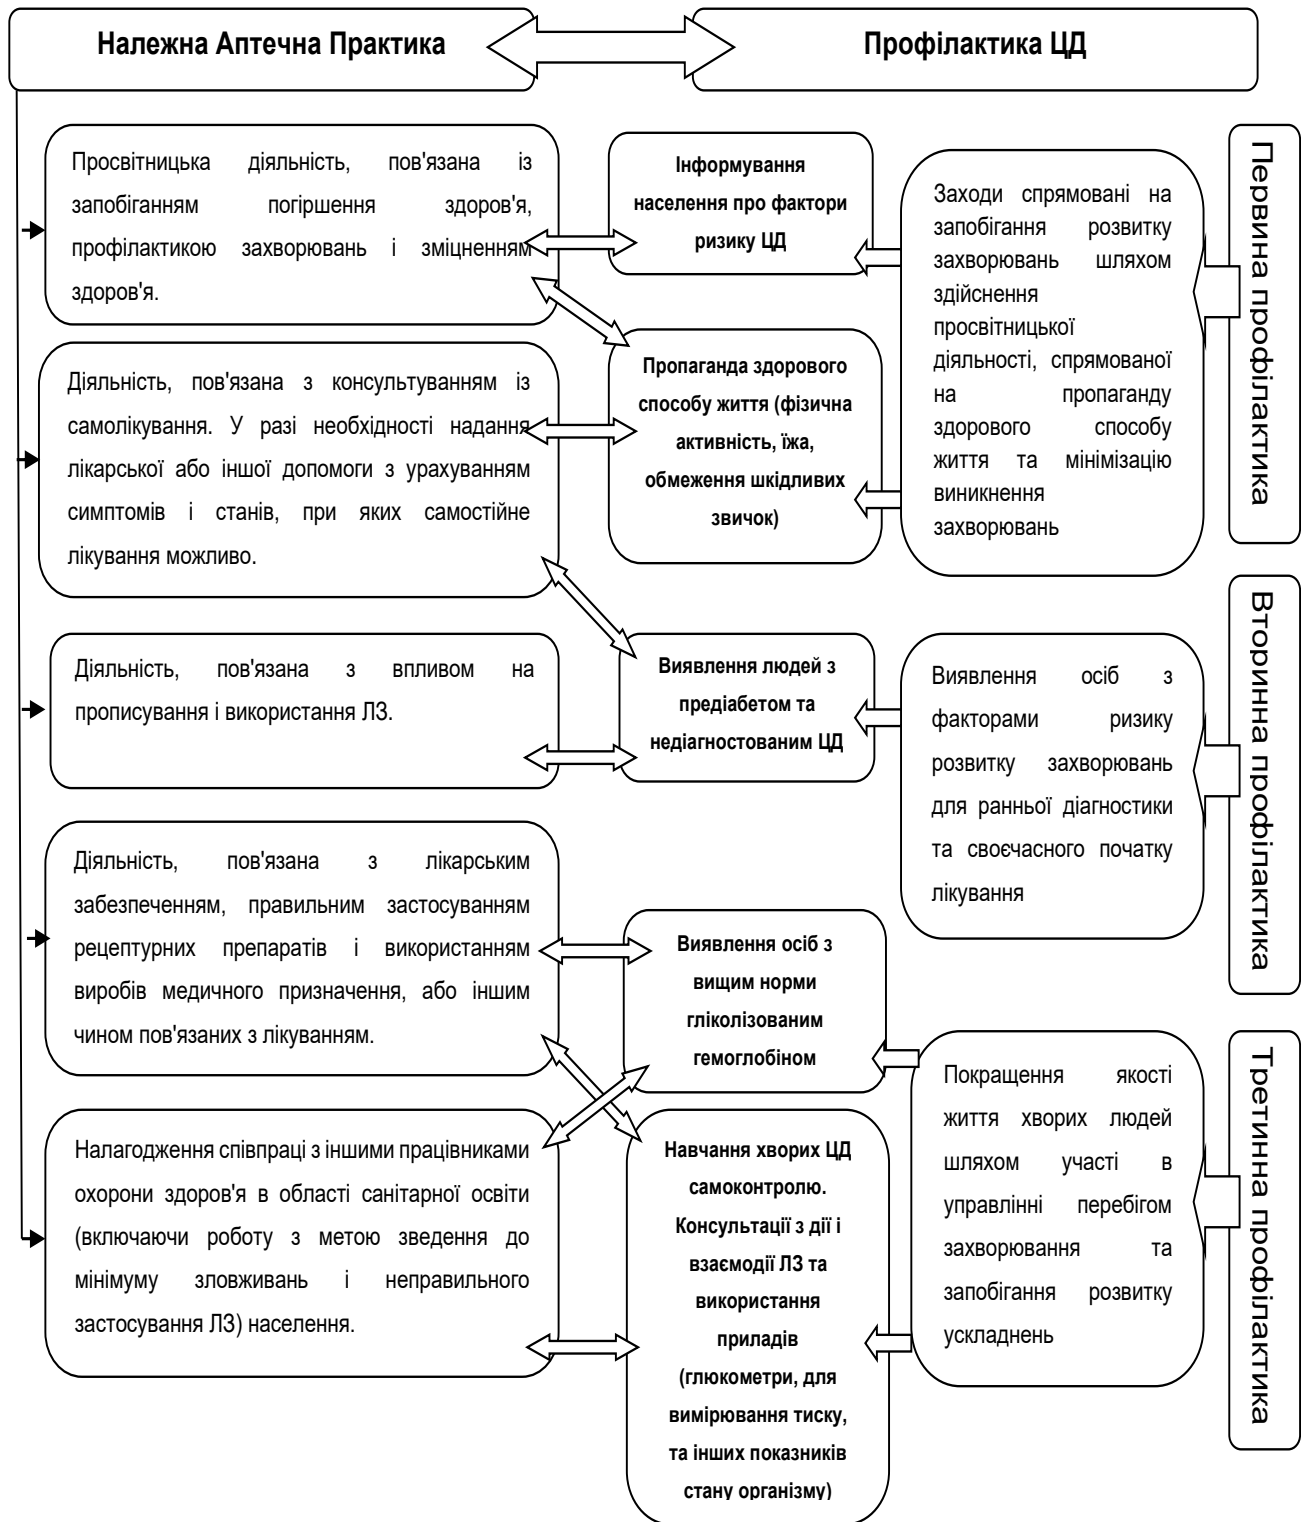 Належна Аптечна Практика
Профілактика ЦД
Просвітницька діяльність, пов'язана із
запобіганням погіршення здоров'я,
профілактикою захворювань і зміцненням
здоров'я.
Діяльність, пов'язана з консультуванням із
самолікування. У разі необхідності надання
лікарської або іншої допомоги з урахуванням
симптомів і станів, при яких самостійне
лікування можливо.
Діяльність, пов'язана з впливом на
прописування і використання ЛЗ.
Діяльність, пов'язана з лікарським
забезпеченням, правильним застосуванням
рецептурних препаратів і використанням
виробів медичного призначення, або іншим
чином пов'язаних з лікуванням.
Налагодження співпраці з іншими працівниками
охорони здоров'я в області санітарної освіти
(включаючи роботу з метою зведення до
мінімуму зловживань і неправильного
застосування ЛЗ) населення.
Інформування
населення про фактори
ризику ЦД
Пропаганда здорового
способу життя (фізична
активність, їжа,
обмеження шкідливих
звичок)
Виявлення людей з
предіабетом та
недіагностованим ЦД
Виявлення осіб з
вищим норми
гліколізованим
гемоглобіном
Навчання хворих ЦД
самоконтролю.
Консультації з дії і
взаємодії ЛЗ та
використання
приладів
(глюкометри, для
вимірювання тиску,
та інших показників
стану організму)
Заходи спрямовані на
запобігання розвитку
захворювань шляхом
здійснення
просвітницької
діяльності, спрямованої
на пропаганду
здорового способу
життя та мінімізацію
виникнення
захворювань
Виявлення осіб з
факторами ризику
розвитку захворювань
для ранньої діагностики
та своєчасного початку
лікування
Покращення якості
життя хворих людей
шляхом участі в
управлінні перебігом
захворювання та
запобігання розвитку
ускладнень
Первина профілактика
Вторинна профілактика
Третинна профілактика